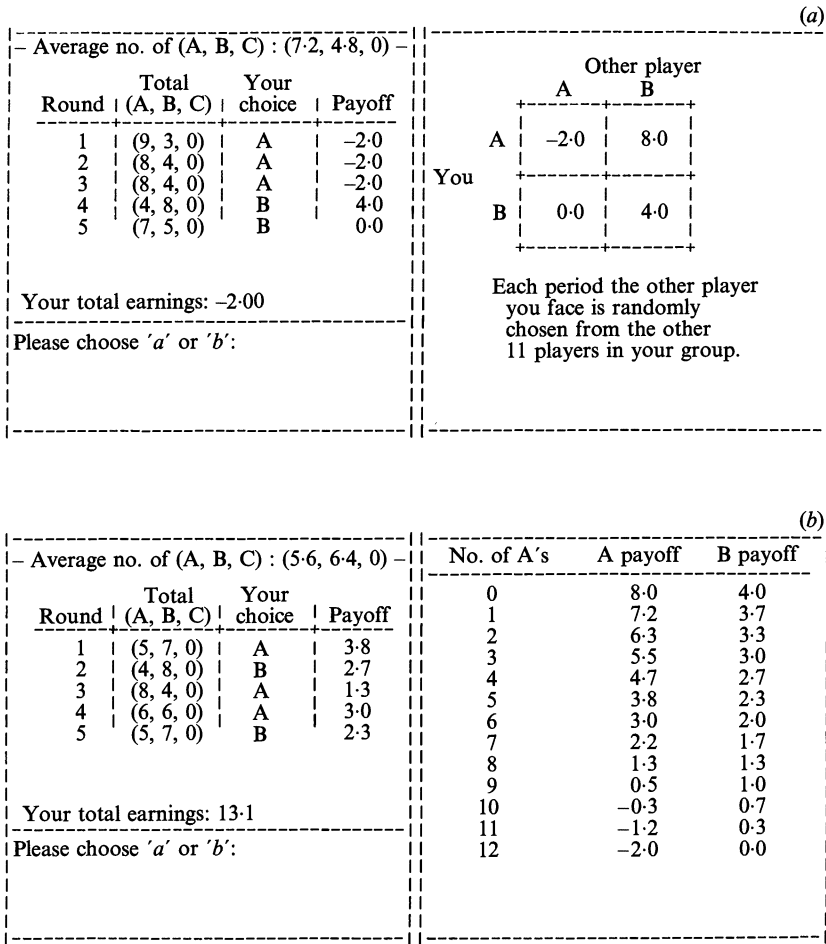 (a)
– Average no. of (A, B, C) : (7·2, 4·8, 0) –
Total Your
Round (A, B, C) choice Payoff
1 (9, 3, 0) A –2·0
2 (8, 4, 0) A –2·0
3 (8, 4, 0) A –2·0
4 (4, 8, 0) B 4·0
5 (7, 5, 0) B 0·0
Your total earnings: –2·00
Please choose ´a´ or ´b´:
Other player
A B
A –2·0 8·0
You
B 0·0 4·0
Each period the other player
you face is randomly
chosen from the other
11 players in your group.
(b)
– Average no. of (A, B, C) : (5·6, 6·4, 0) –
Total Your
Round (A, B, C) choice Payoff
1 (5, 7, 0) A 3·8
2 (4, 8, 0) B 2·7
3 (8, 4, 0) A 1·3
4 (6, 6, 0) A 3·0
5 (5, 7, 0) B 2·3
Your total earnings: 13·1
Please choose ´a´ or ´b´:
No. of A´s A payoff B payoff
0 8·0 4·0
1 7·2 3·7
2 6·3 3·3
3 5·5 3·0
4 4·7 2·7
5 3·8 2·3
6 3·0 2·0
7 2·2 1·7
8 1·3 1·3
9 0·5 1·0
10 –0·3 0·7
11 –1·2 0·3
12 –2·0 0·0